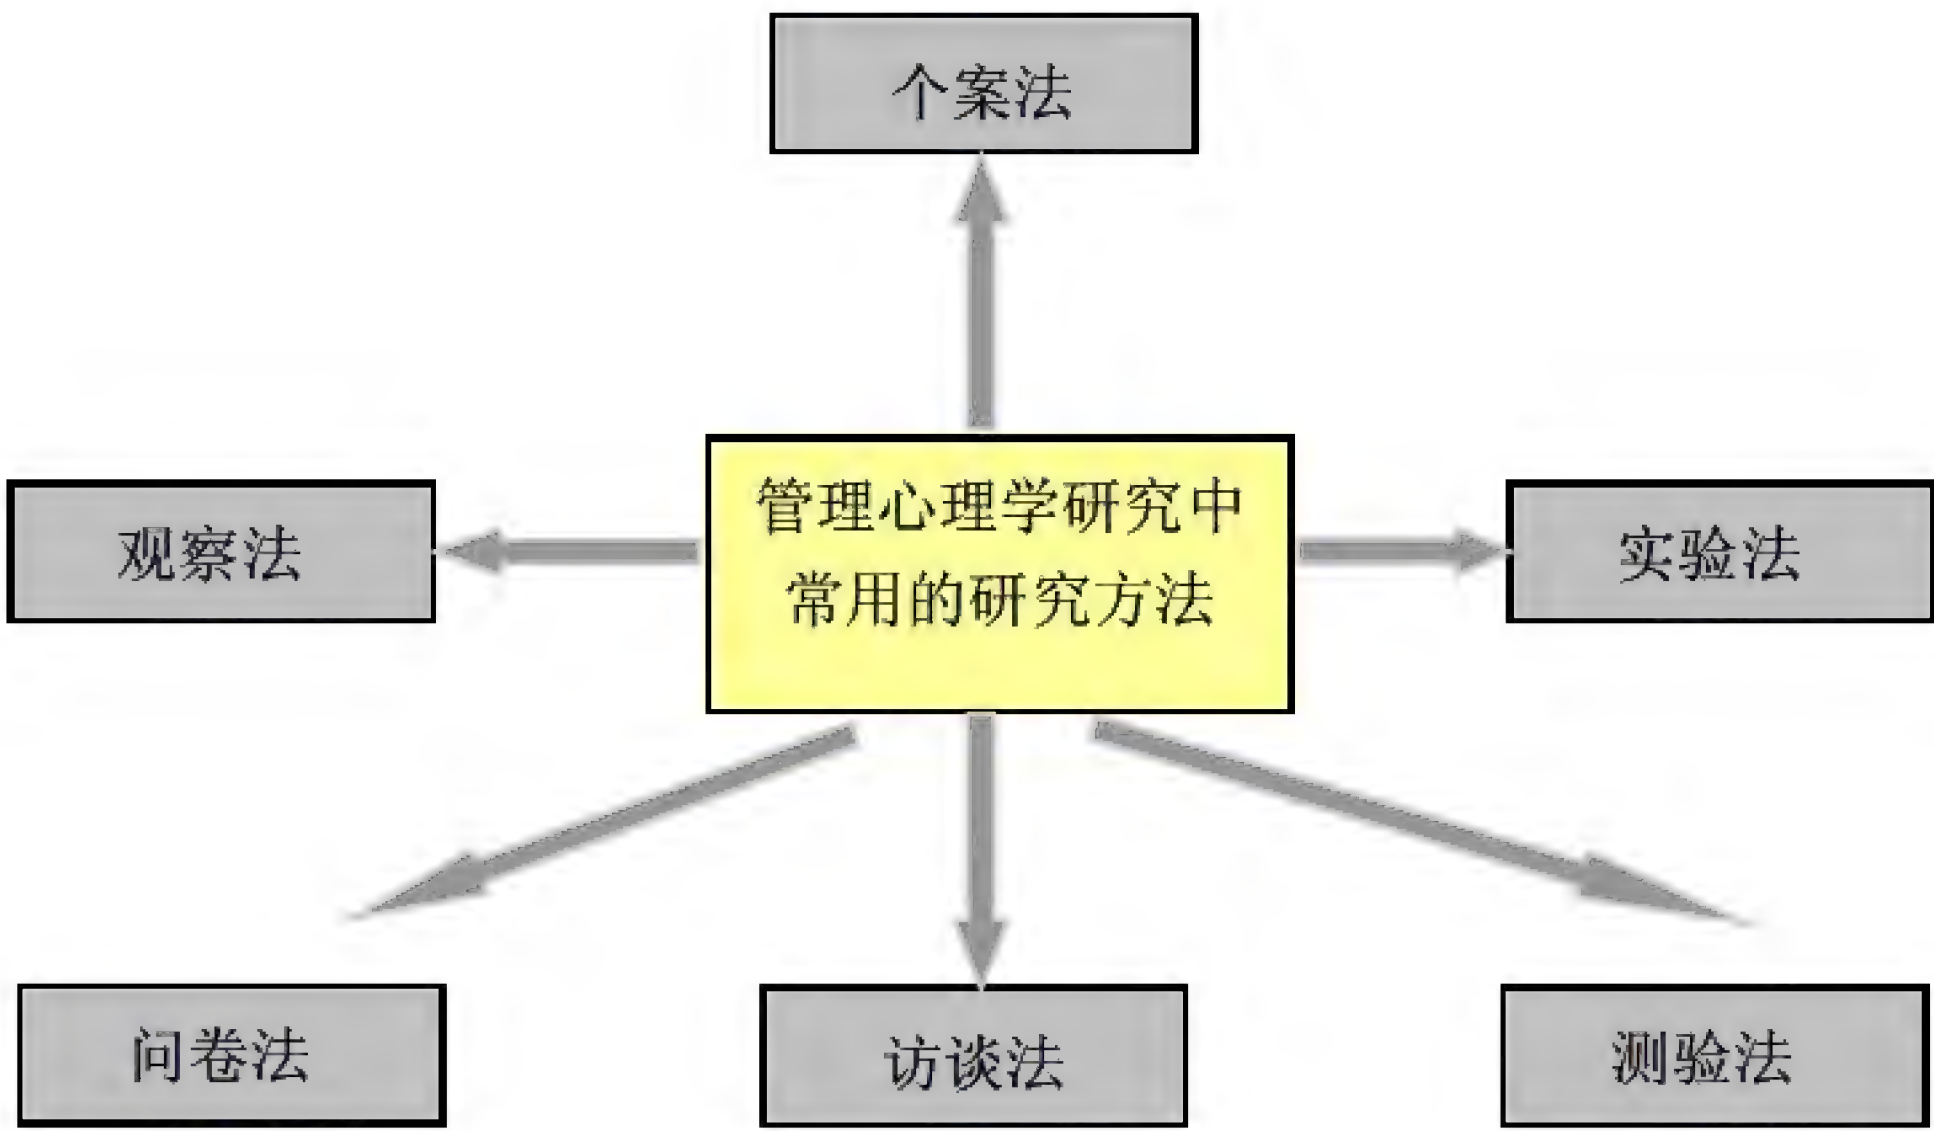 个案法
观察法
管理心理学研究中
常用的研究方法
实验法
问卷法
访谈法
测验法